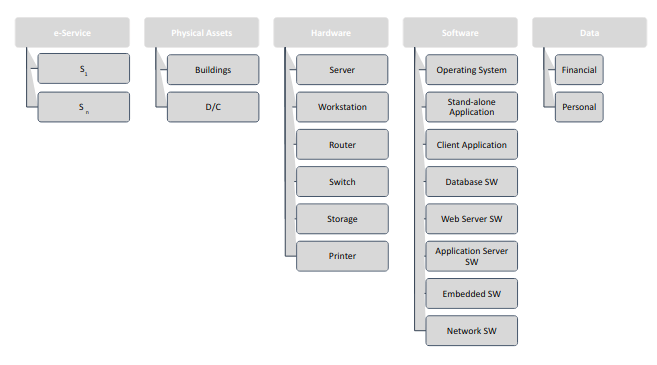 e-Service
S1
S n
Physical Assets
Buildings
D/C
Hardware
Server
Workstation
Router
Switch
Storage
Printer
Software
Operating System
Stand-alone
Application
Client Application
Database SW
Web Server SW
Application Server
SW
Embedded SW
Network SW
Data
Financial
Personal